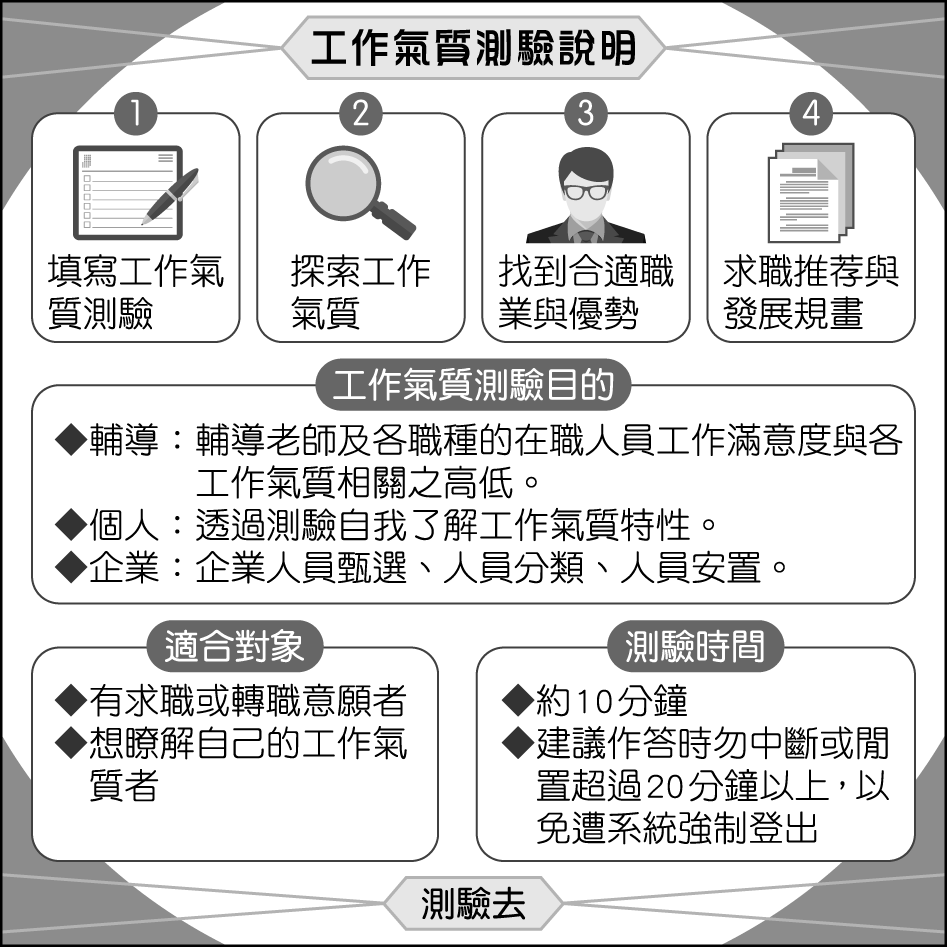 工作氣質測驗說明
1
填寫工作氣
質測驗
2
探索工作
氣質
3
找到合適職
業與優勢
4
求職推荐與
發展規畫
工作氣質測驗目的
◆輔導：輔導老師及各職種的在職人員工作滿意度與各
工作氣質相關之高低。
◆個人：透過測驗自我了解工作氣質特性。
◆企業：企業人員甄選、人員分類、人員安置。
適合對象
◆有求職或轉職意願者
◆想瞭解自己的工作氣
質者
測驗時間
◆約10分鐘
◆建議作答時勿中斷或閒
置超過20分鐘以上，以
免遭系統強制登出
測驗去